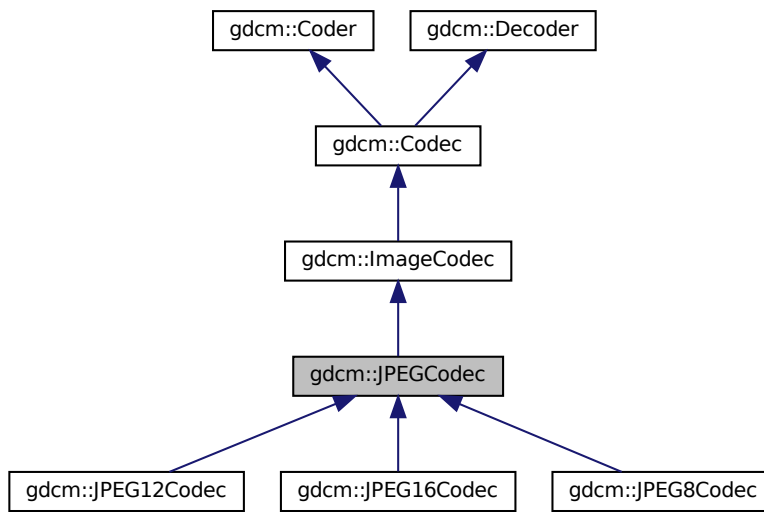 gdcm::Coder
gdcm::Decoder
gdcm::Codec
gdcm::ImageCodec
gdcm::JPEGCodec
gdcm::JPEG12Codec
gdcm::JPEG16Codec
gdcm::JPEG8Codec